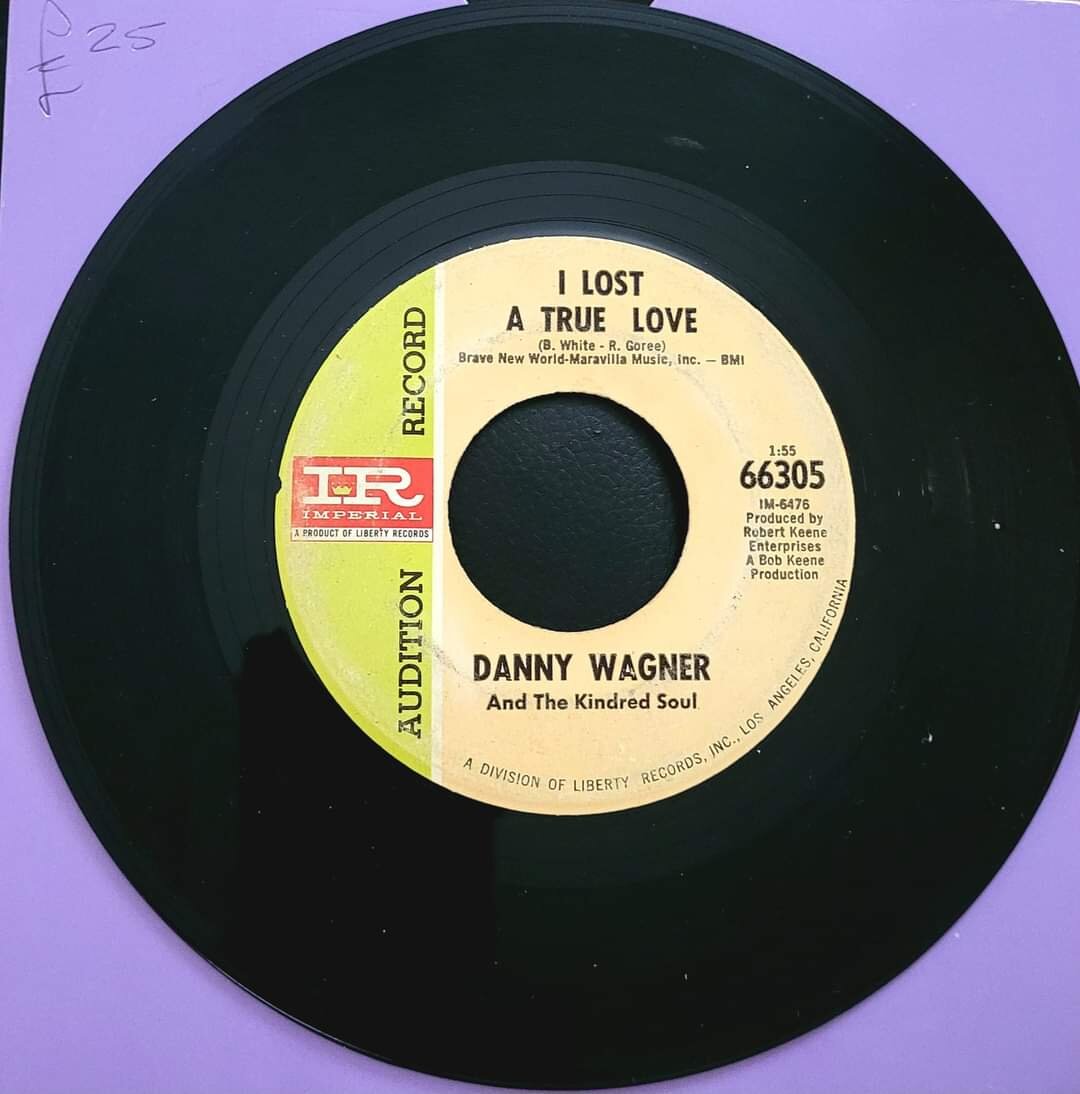 £25
I LOST
A TRUE LOVE
(B. White - R. Goree)
Brave New World-Maravilla Music, Inc. — BMI
RECORD
IR
IMPERIAL
A PRODUCT OF LIBERTY RECORDS
AUDITION
1:55
66305
IM-6476
Produced by
Robert Keene
Enterprises
A Bob Keene
Production
DANNY WAGNER
And The Kindred Soul
A DIVISION OF LIBERTY RECORDS, INC., LOS ANGELES, CALIFORNIA